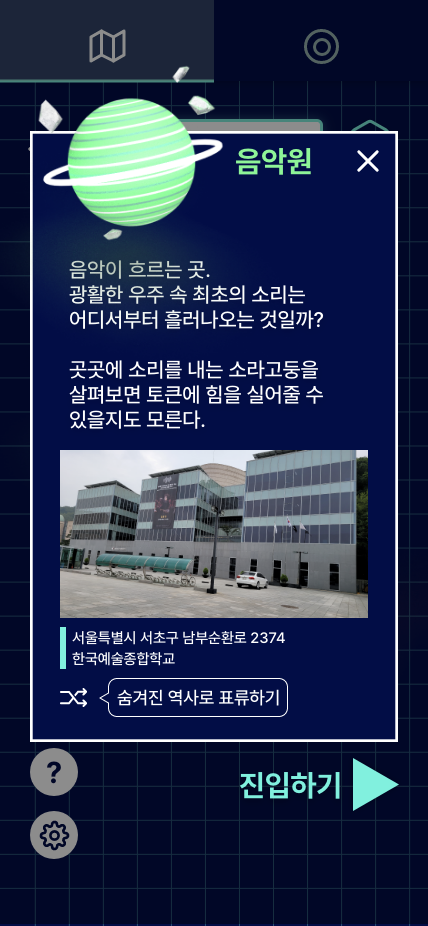 음악원
음악이 흐르는 곳.
광활한 우주 속 최초의 소리는
어디서부터 흘러나오는 것일까?
곳곳에 소리를 내는 소라고둥을
살펴보면 토큰에 힘을 실어줄 수
있을지도 모른다.
서울특별시 서초구 남부순환로 2374
한국예술종합학교
숨겨진 역사로 표류하기
?
진입하기